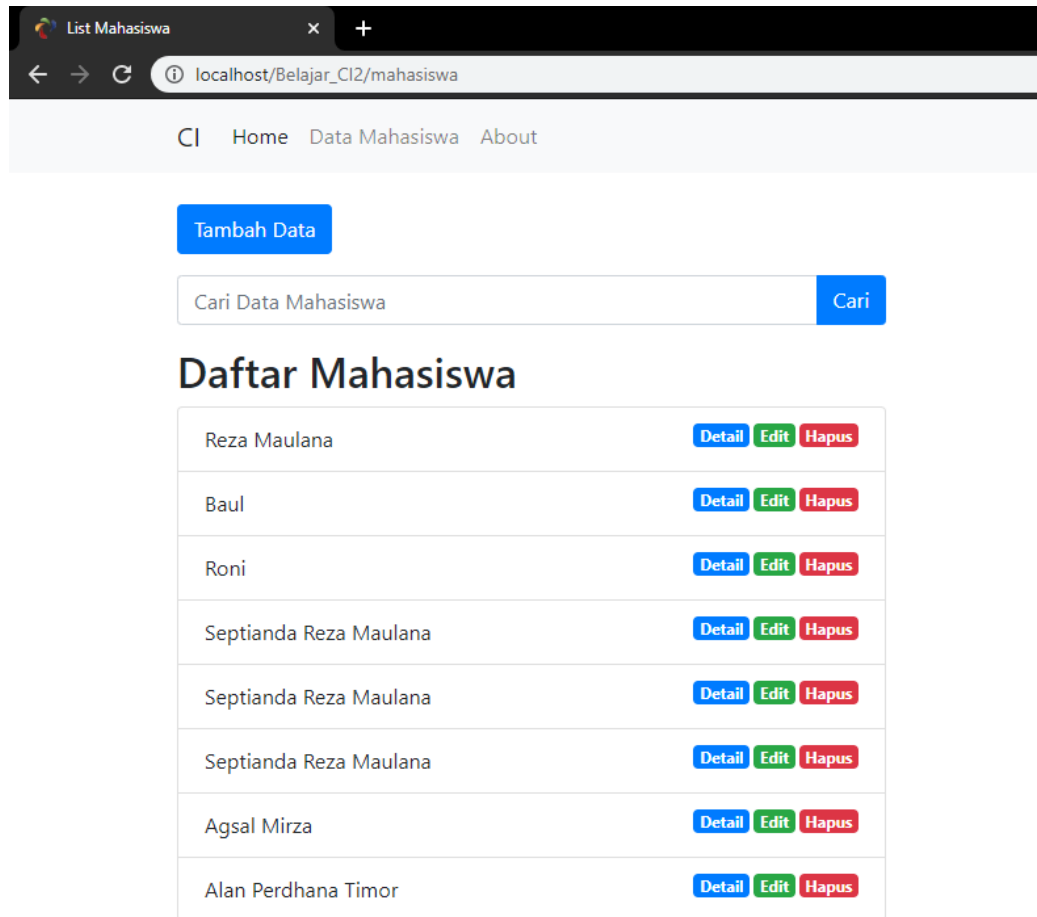 List Mahasiswa
localhost/Belajar_CI2/mahasiswa
CI Home Data Mahasiswa About
Tambah Data
Cari Data Mahasiswa Cari
Daftar Mahasiswa
Reza Maulana Detail Edit Hapus
Baul Detail Edit Hapus
Roni Detail Edit Hapus
Septianda Reza Maulana Detail Edit Hapus
Septianda Reza Maulana Detail Edit Hapus
Septianda Reza Maulana Detail Edit Hapus
Agsal Mirza Detail Edit Hapus
Alan Perdhana Timor Detail Edit Hapus